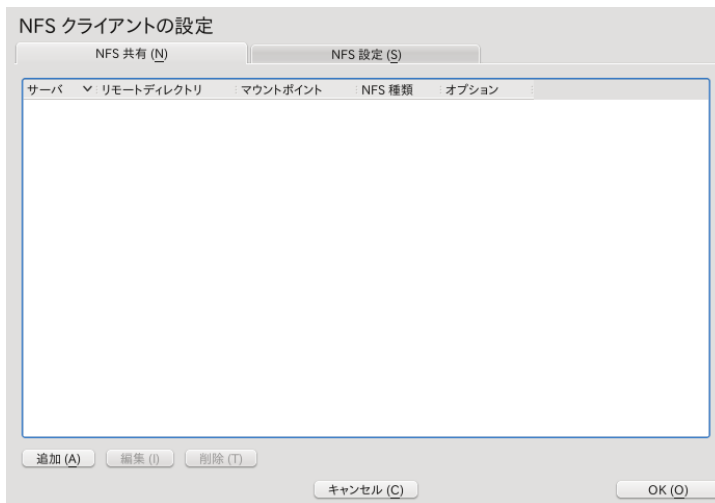 NFS クライアントの設定
NFS 共有 (N)
NFS 設定 (S)
サーバ リモートディレクトリ マウントポイント NFS 種類 オプション
追加 (A) 編集 (I) 削除 (T)
キャンセル (C) OK (O)